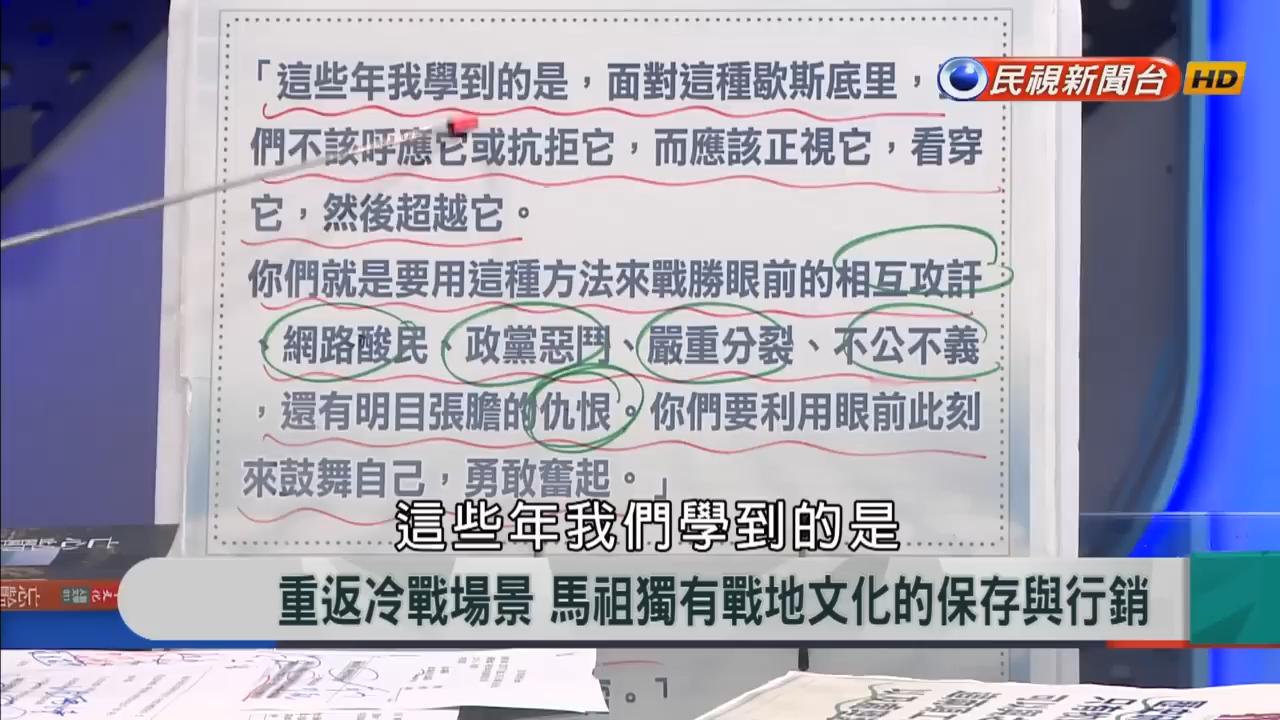 「這些年我學到的是，面對這種歇斯底里，
民視新聞台 HD
們不該呼應它或抗拒它，而應該正視它，看穿
它，然後超越它。
你們就是要用這種方法來戰勝眼前的相互攻訐
、網路酸民、政黨惡鬥、嚴重分裂、不公不義
，還有明目張膽的仇恨。你們要利用眼前此刻
來鼓舞自己，勇敢奮起。」
這些年我們學到的是
重返冷戰場景 馬祖獨有戰地文化的保存與行銷